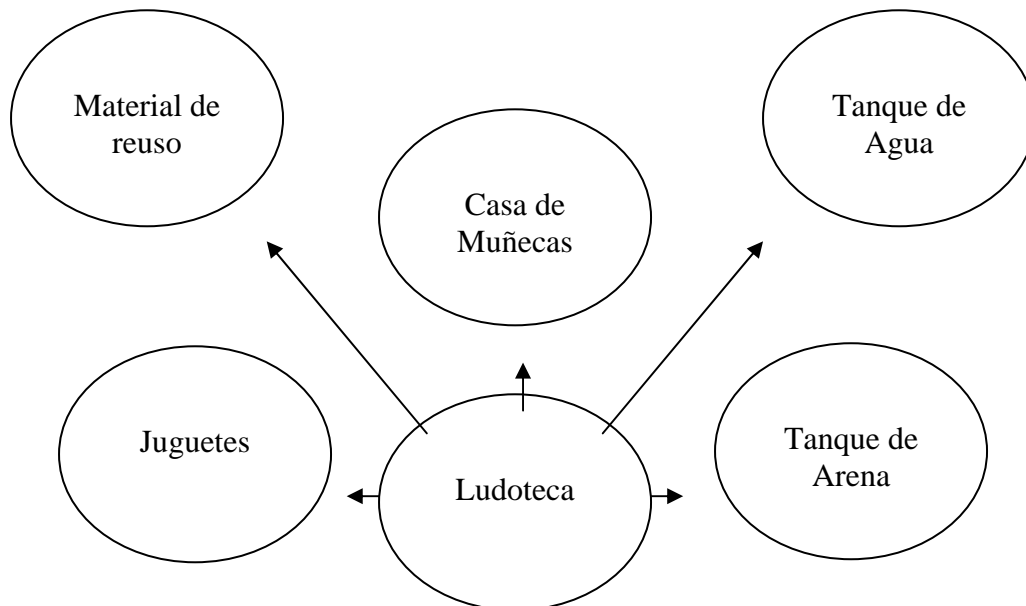 Material de
reuso
Casa de
Muñecas
Tanque de
Agua
Juguetes
Ludoteca
Tanque de
Arena